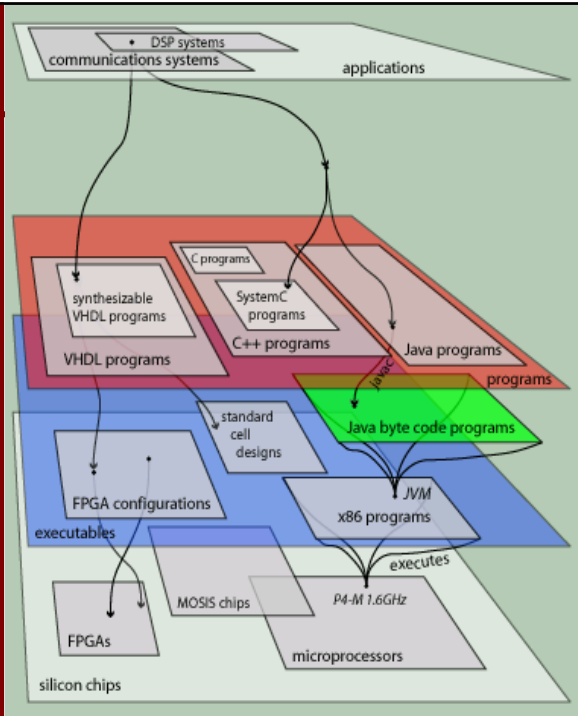 DSP systems
communications systems
applications
C programs
synthesizable
VHDL programs
SystemC
programs
VHDL programs
C++ programs
Java programs
javac
programs
standard
cell
designs
Java byte code programs
FPGA configurations
JVM
x86 programs
executables
executes
MOSIS chips
P4-M 1.6GHz
FPGAs
microprocessors
silicon chips